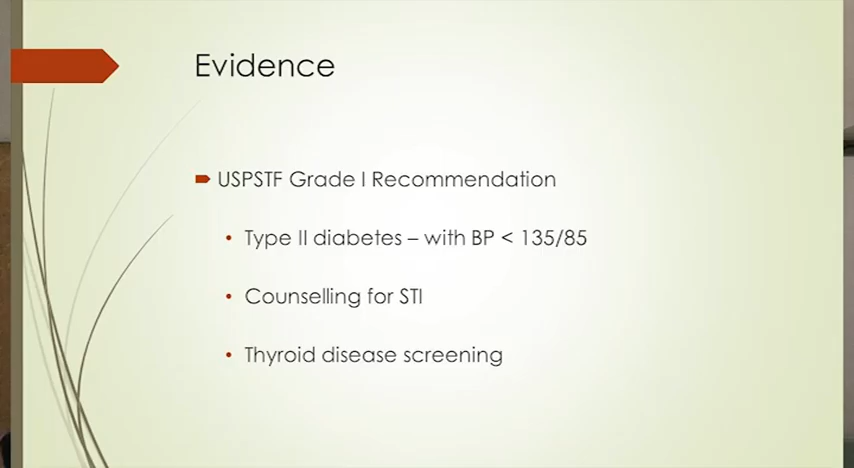 Evidence
USPSTF Grade I Recommendation
Type II diabetes – with BP < 135/85
Counselling for STI
Thyroid disease screening